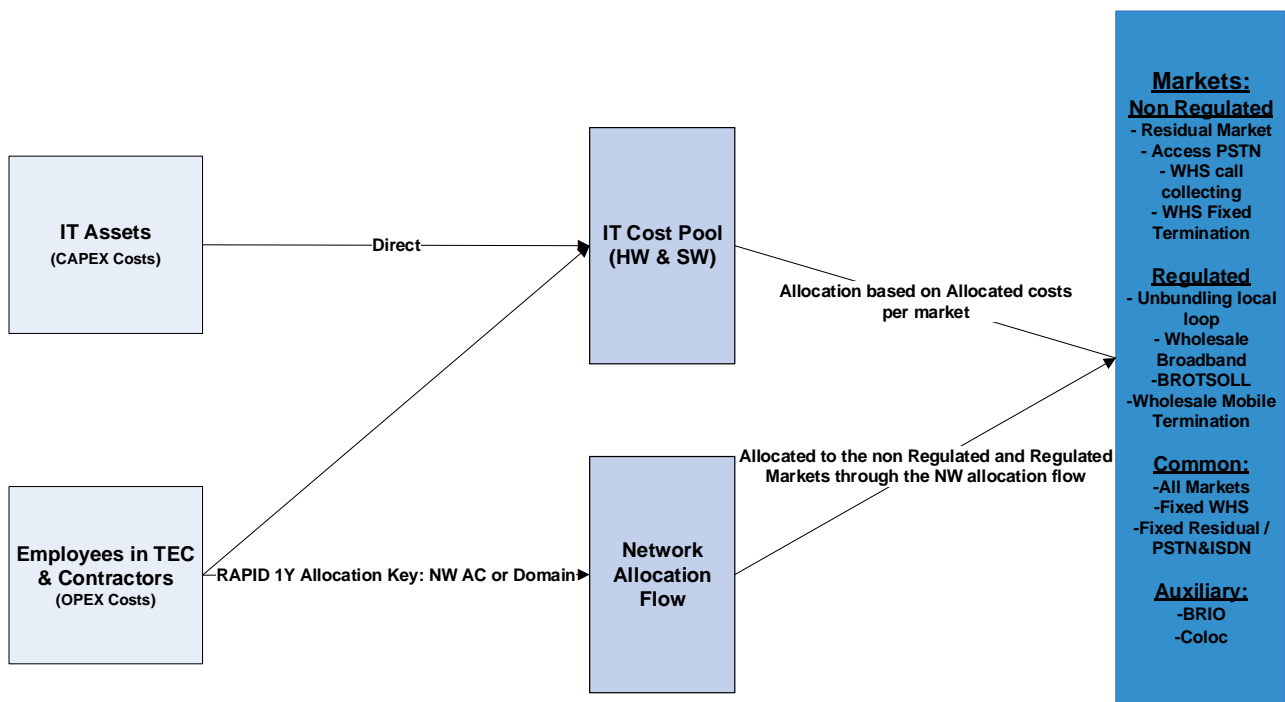 IT Assets
(CAPEX Costs)
Employees in TEC
& Contractors
(OPEX Costs)
Direct
RAPID 1Y Allocation Key: NW AC or Domain
IT Cost Pool
(HW & SW)
Network
Allocation
Flow
Allocation based on Allocated costs
per market
Allocated to the non Regulated and Regulated
Markets through the NW allocation flow
Markets:
Non Regulated
- Residual Market
- Access PSTN
- WHS call
collecting
- WHS Fixed
Termination
Regulated
- Unbundling local
loop
- Wholesale
Broadband
-BROTSOLL
-Wholesale Mobile
Termination
Common:
-All Markets
-Fixed WHS
-Fixed Residual /
PSTN&ISDN
Auxiliary:
-BRIO
-Coloc